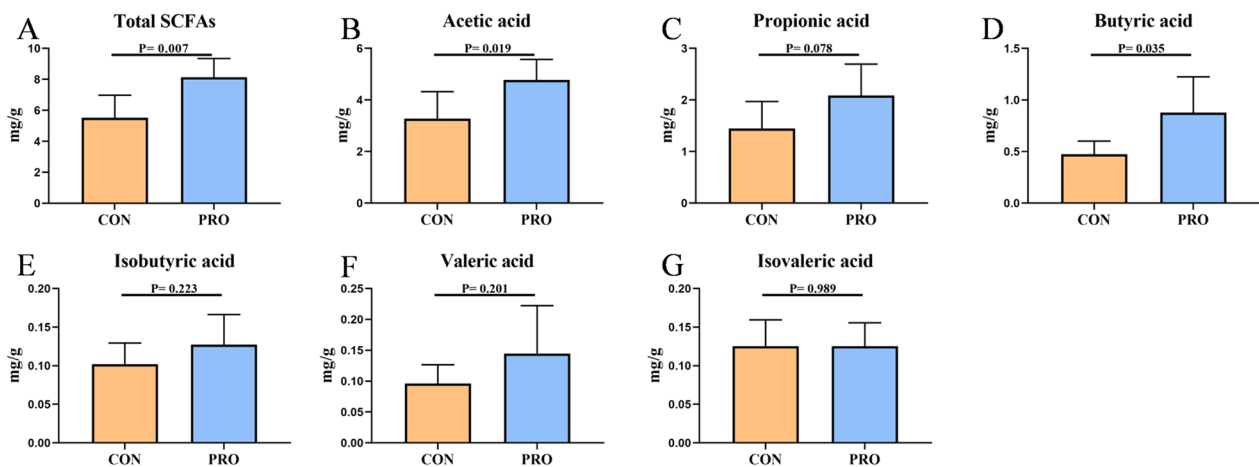 A
Total SCFAs
P= 0.007
10
8
6
4
2
0
mg/g
CON PRO
B
Acetic acid
P= 0.019
6
4
2
0
mg/g
CON PRO
C
Propionic acid
P= 0.078
3
2
1
0
mg/g
CON PRO
D
Butyric acid
P= 0.035
1.5
1.0
0.5
0.0
mg/g
CON PRO
E
Isobutyric acid
P= 0.223
0.20
0.15
0.10
0.05
0.00
mg/g
CON PRO
F
Valeric acid
P= 0.201
0.25
0.20
0.15
0.10
0.05
0.00
mg/g
CON PRO
G
Isovaleric acid
P= 0.989
0.20
0.15
0.10
0.05
0.00
mg/g
CON PRO